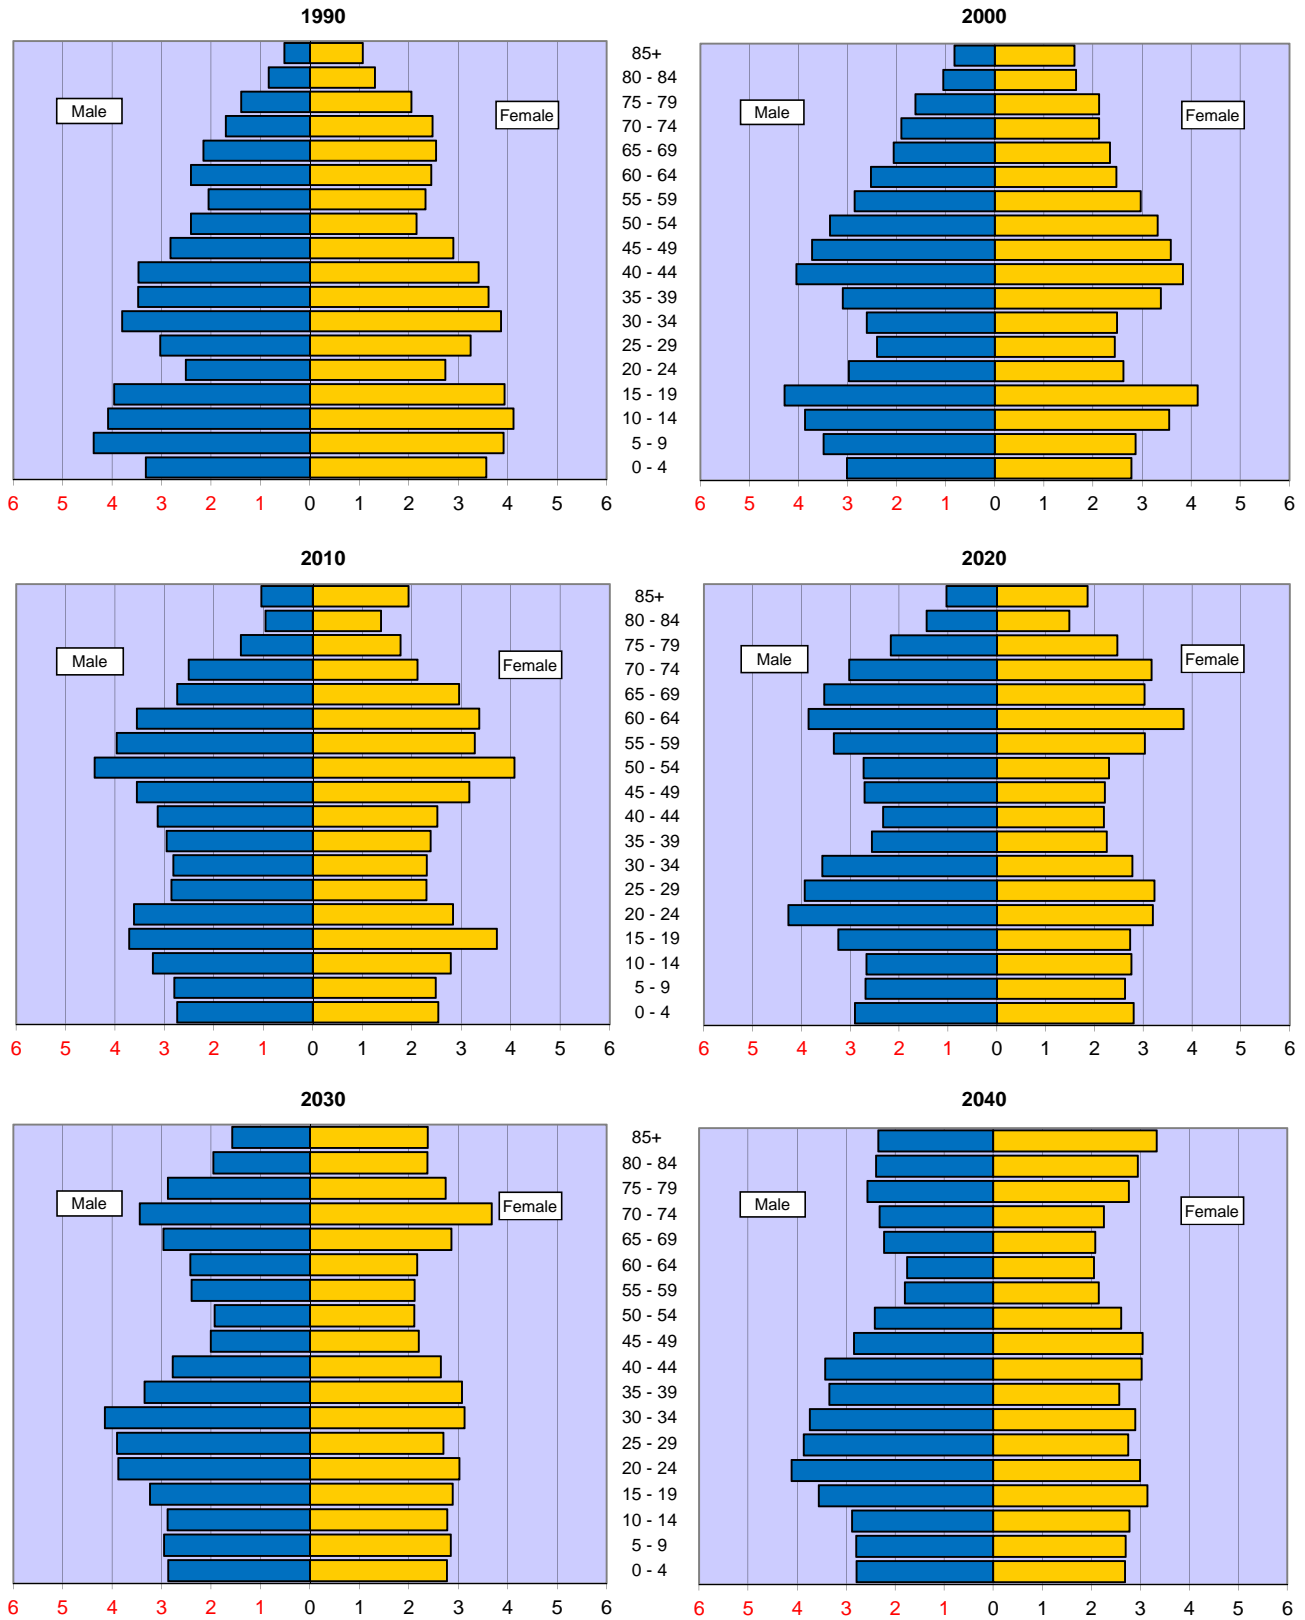 1990
2000
Male
Female
Male
Female
85+
80 - 84
75 - 79
70 - 74
65 - 69
60 - 64
55 - 59
50 - 54
45 - 49
40 - 44
35 - 39
30 - 34
25 - 29
20 - 24
15 - 19
10 - 14
5 - 9
0 - 4
6 5 4 3 2 1 0 1 2 3 4 5 6
6 5 4 3 2 1 0 1 2 3 4 5 6
2010
2020
Male
Female
Male
Female
85+
80 - 84
75 - 79
70 - 74
65 - 69
60 - 64
55 - 59
50 - 54
45 - 49
40 - 44
35 - 39
30 - 34
25 - 29
20 - 24
15 - 19
10 - 14
5 - 9
0 - 4
6 5 4 3 2 1 0 1 2 3 4 5 6
6 5 4 3 2 1 0 1 2 3 4 5 6
2030
2040
Male
Female
Male
Female
85+
80 - 84
75 - 79
70 - 74
65 - 69
60 - 64
55 - 59
50 - 54
45 - 49
40 - 44
35 - 39
30 - 34
25 - 29
20 - 24
15 - 19
10 - 14
5 - 9
0 - 4
6 5 4 3 2 1 0 1 2 3 4 5 6
6 5 4 3 2 1 0 1 2 3 4 5 6